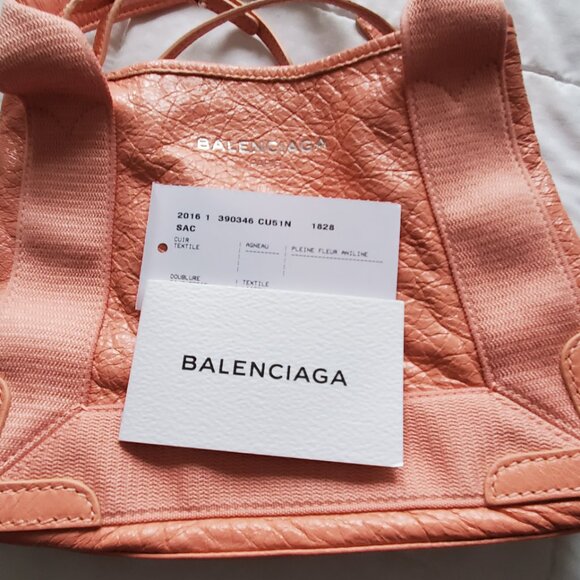 BALENCIAGA
2016 1 390346 CU51N 1828
SAC
CUIR AGNEAU PLEINE FLEUR ANILINE
TEXTILE
DOUBLURE TEXTILE
BALENCIAGA